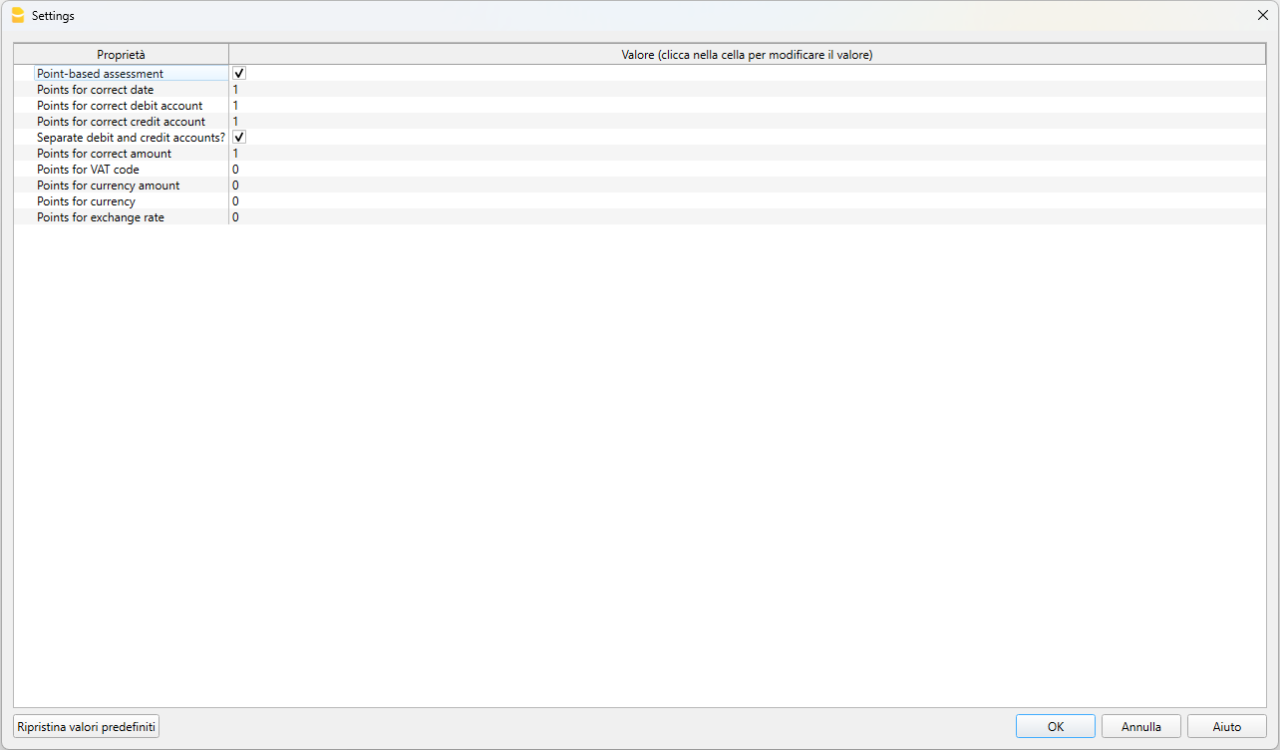 Settings
Proprietà Valore (clicca nella cella per modificare il valore)
Point-based assessment
Points for correct date 1
Points for correct debit account 1
Points for correct credit account 1
Separate debit and credit accounts?
Points for correct amount 1
Points for VAT code 0
Points for currency amount 0
Points for currency 0
Points for exchange rate 0
Ripristina valori predefiniti OK Annulla Aiuto